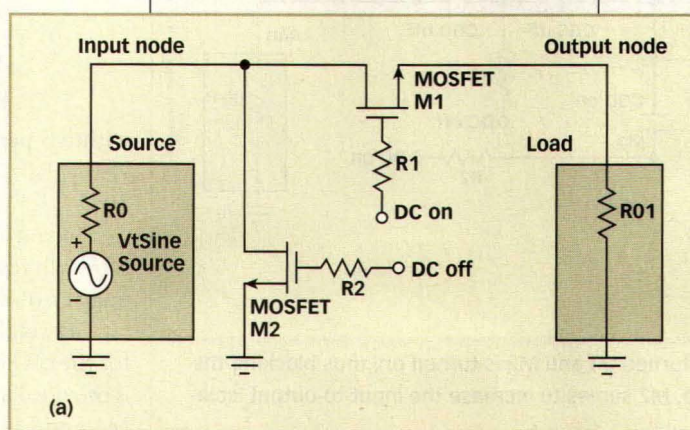 Input node
Output node
MOSFET
M1
Source
Load
R1
R0
R01
DC on
+
VtSine
Source
−
DC off
R2
MOSFET
M2
(a)